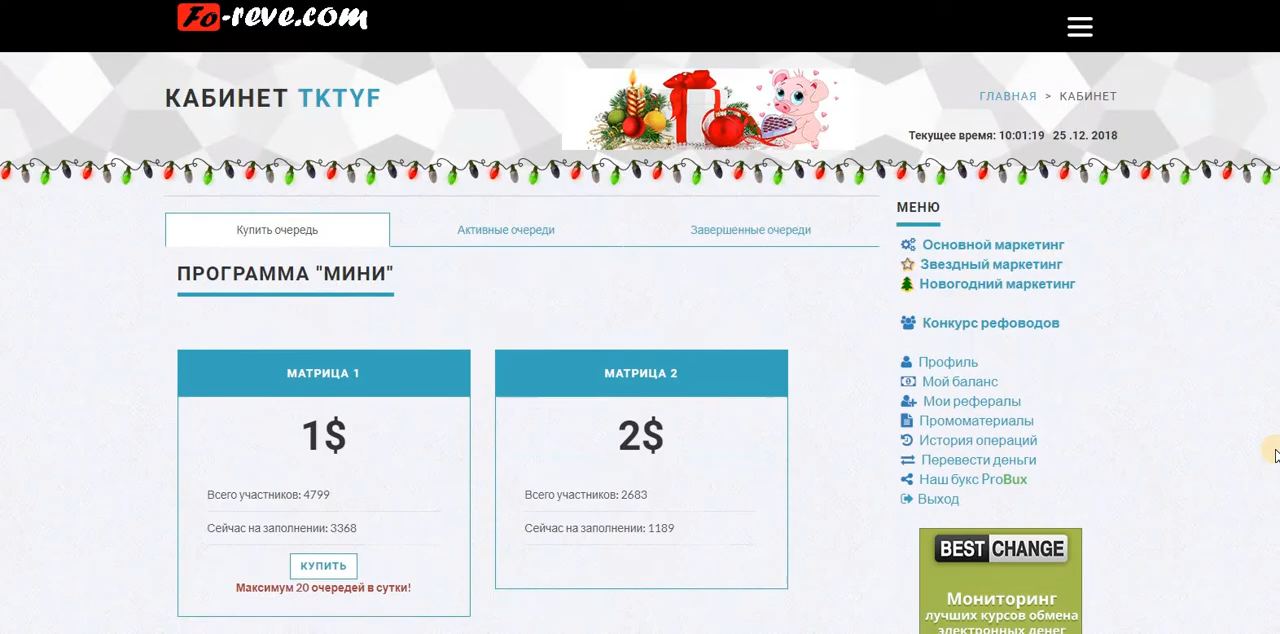 Fo-reve.com
КАБИНЕТ TKTYF
ГЛАВНАЯ > КАБИНЕТ
Текущее время: 10:01:19 25 .12. 2018
Купить очередь
Активные очереди
Завершенные очереди
ПРОГРАММА "МИНИ"
МАТРИЦА 1
1$
Всего участников: 4799
Сейчас на заполнении: 3368
КУПИТЬ
Максимум 20 очередей в сутки!
МАТРИЦА 2
2$
Всего участников: 2683
Сейчас на заполнении: 1189
МЕНЮ
Основной маркетинг
Звездный маркетинг
Новогодний маркетинг
Конкурс рефоводов
Профиль
Мой баланс
Мои рефералы
Промоматериалы
История операций
Перевести деньги
Наш букс ProBux
Выход
BEST CHANGE
Мониторинг
лучших курсов обмена
электронных денег